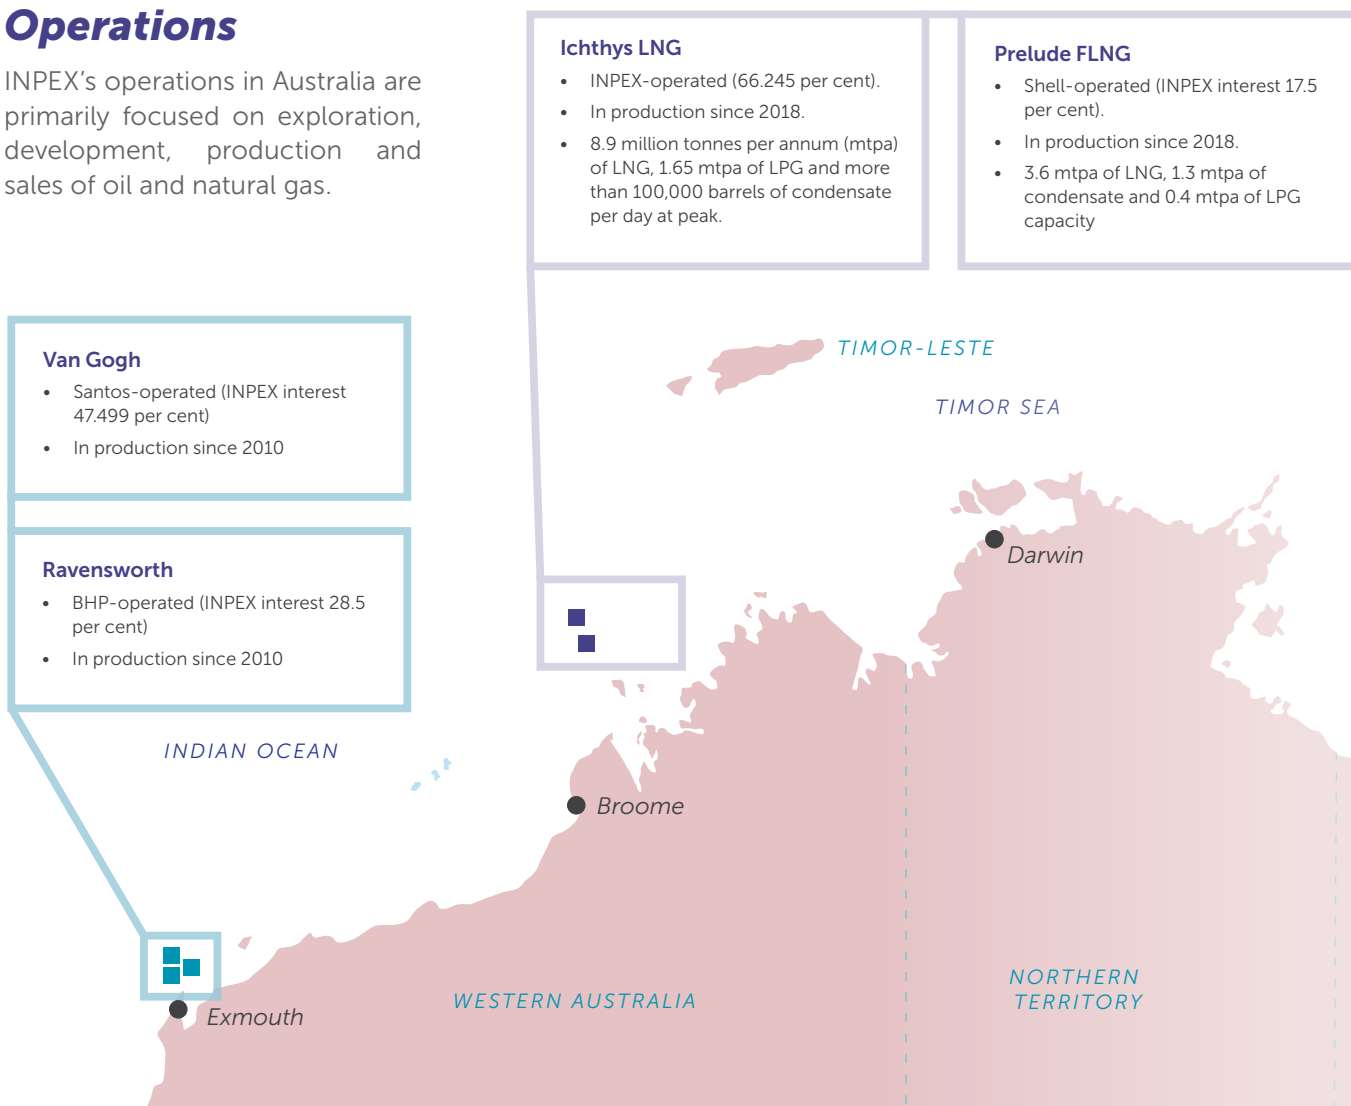 Operations
INPEX’s operations in Australia are
primarily focused on exploration,
development, production and
sales of oil and natural gas.
Ichthys LNG
• INPEX-operated (66.245 per cent).
• In production since 2018.
• 8.9 million tonnes per annum (mtpa)
of LNG, 1.65 mtpa of LPG and more
than 100,000 barrels of condensate
per day at peak.
Prelude FLNG
• Shell-operated (INPEX interest 17.5
per cent).
• In production since 2018.
• 3.6 mtpa of LNG, 1.3 mtpa of
condensate and 0.4 mtpa of LPG
capacity
Van Gogh
• Santos-operated (INPEX interest
47.499 per cent)
• In production since 2010
Ravensworth
• BHP-operated (INPEX interest 28.5
per cent)
• In production since 2010
TIMOR-LESTE
TIMOR SEA
Darwin
INDIAN OCEAN
Broome
WESTERN AUSTRALIA
NORTHERN
TERRITORY
Exmouth